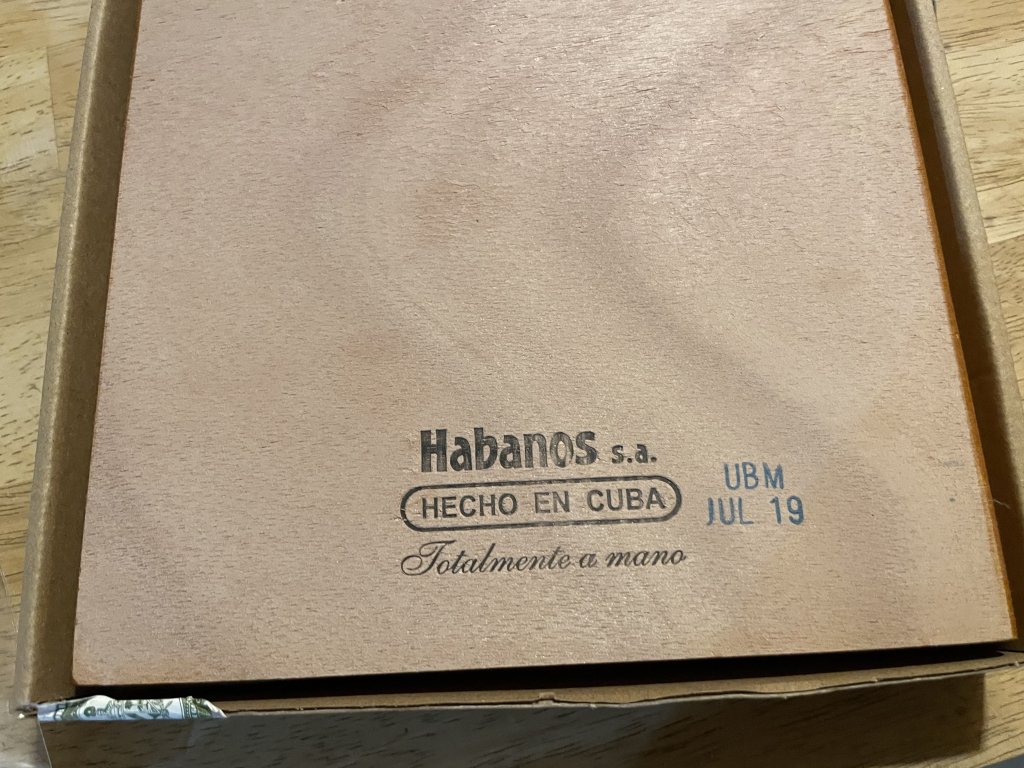 Habanos s.a.
HECHO EN CUBA
Totalmente a mano
UBM
JUL 19